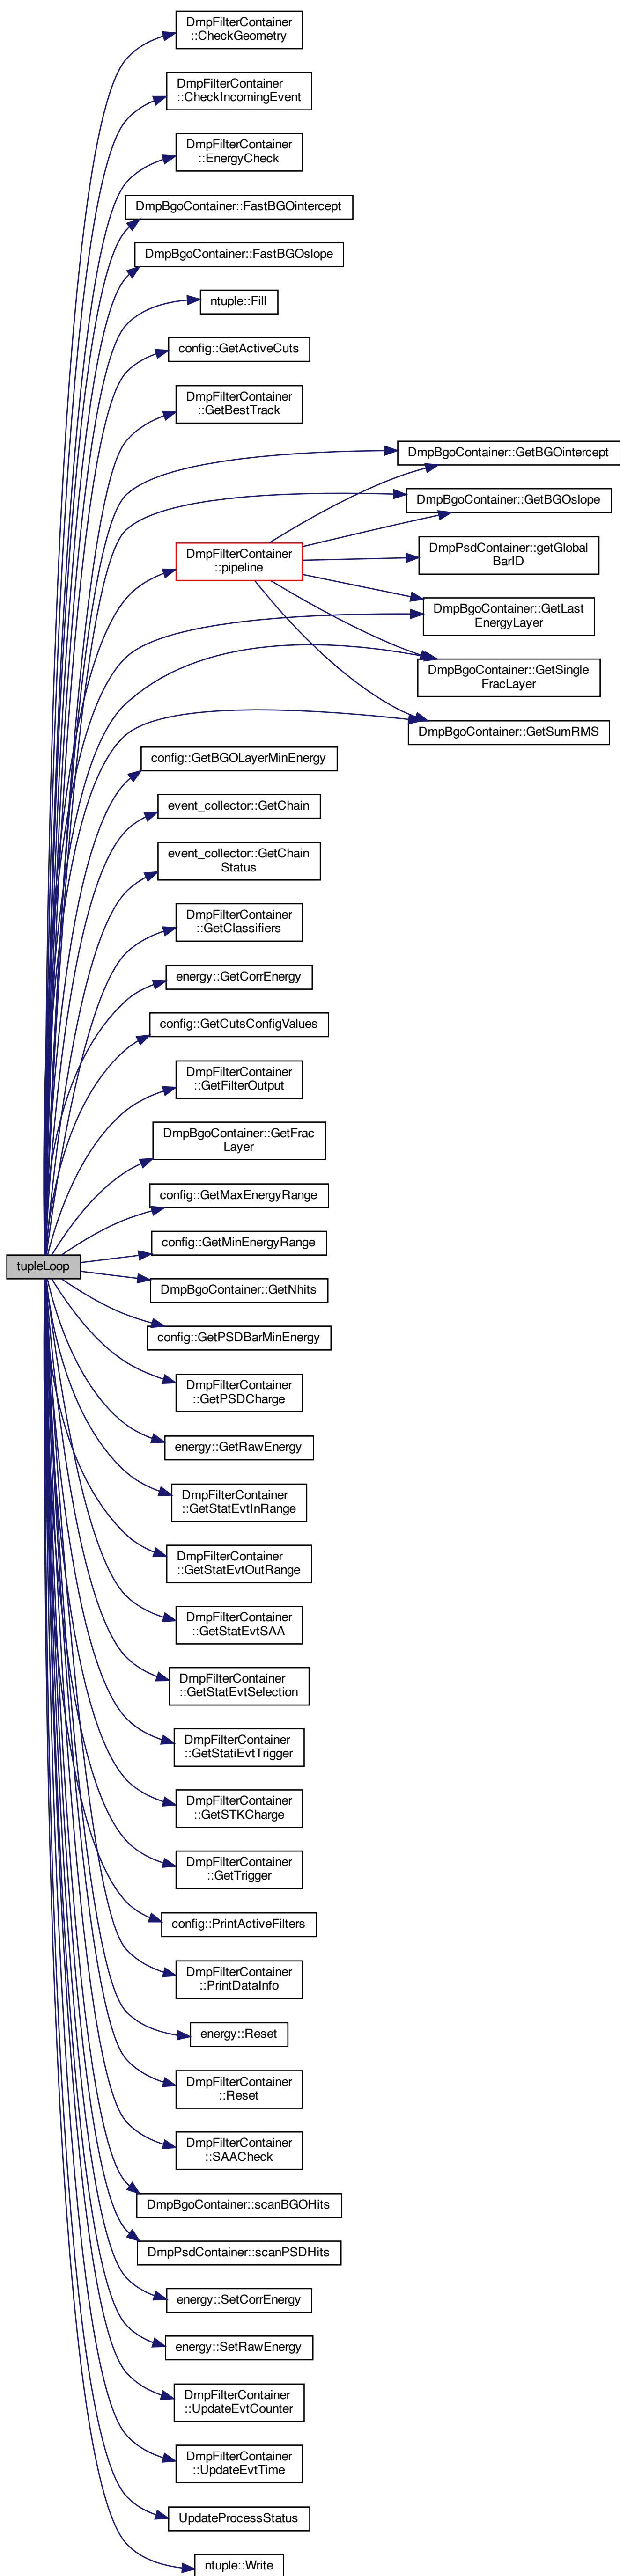 DmpFilterContainer
::CheckGeometry
DmpFilterContainer
::CheckIncomingEvent
DmpFilterContainer
::EnergyCheck
DmpBgoContainer::FastBGOintercept
DmpBgoContainer::FastBGOslope
ntuple::Fill
config::GetActiveCuts
DmpFilterContainer
::GetBestTrack
DmpBgoContainer::GetBGOintercept
DmpBgoContainer::GetBGOslope
DmpFilterContainer
::pipeline
DmpPsdContainer::getGlobal
BarID
DmpBgoContainer::GetLast
EnergyLayer
DmpBgoContainer::GetSingle
FracLayer
DmpBgoContainer::GetSumRMS
config::GetBGOLayerMinEnergy
event_collector::GetChain
event_collector::GetChain
Status
DmpFilterContainer
::GetClassifiers
energy::GetCorrEnergy
config::GetCutsConfigValues
DmpFilterContainer
::GetFilterOutput
DmpBgoContainer::GetFrac
Layer
config::GetMaxEnergyRange
config::GetMinEnergyRange
tupleLoop
DmpBgoContainer::GetNhits
config::GetPSDBarMinEnergy
DmpFilterContainer
::GetPSDCharge
energy::GetRawEnergy
DmpFilterContainer
::GetStatEvtInRange
DmpFilterContainer
::GetStatEvtOutRange
DmpFilterContainer
::GetStatEvtSAA
DmpFilterContainer
::GetStatEvtSelection
DmpFilterContainer
::GetStatiEvtTrigger
DmpFilterContainer
::GetSTKCharge
DmpFilterContainer
::GetTrigger
config::PrintActiveFilters
DmpFilterContainer
::PrintDataInfo
energy::Reset
DmpFilterContainer
::Reset
DmpFilterContainer
::SAACheck
DmpBgoContainer::scanBGOHits
DmpPsdContainer::scanPSDHits
energy::SetCorrEnergy
energy::SetRawEnergy
DmpFilterContainer
::UpdateEvtCounter
DmpFilterContainer
::UpdateEvtTime
UpdateProcessStatus
ntuple::Write